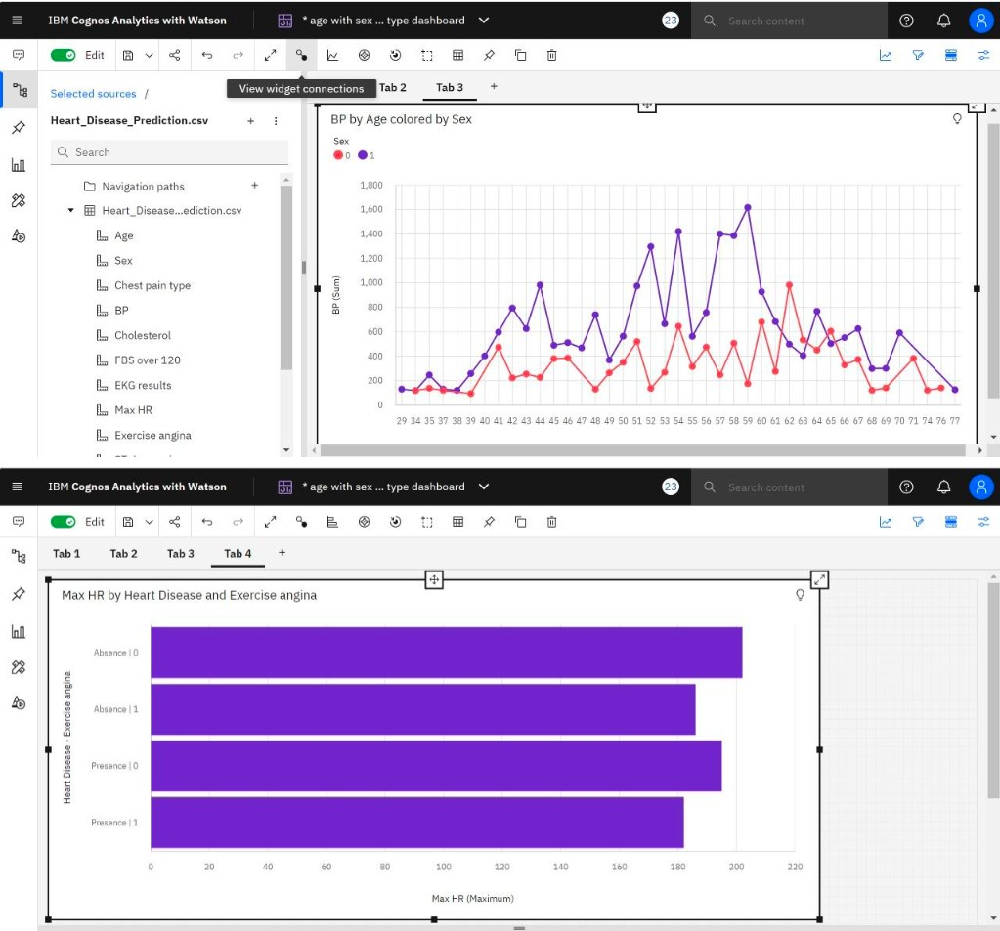 IBM Cognos Analytics with Watson
* age with sex ... type dashboard
23
Search content
Edit
View widget connections
Tab 2
Tab 3
+
Selected sources /
Heart_Disease_Prediction.csv
Search
Navigation paths
Heart_Disease...ediction.csv
Age
Sex
Chest pain type
BP
Cholesterol
FBS over 120
EKG results
Max HR
Exercise angina
BP by Age colored by Sex
Sex
0 1
1,800
1,600
1,400
1,200
1,000
800
600
400
200
0
BP (Sum)
29 34 35 37 38 39 40 41 42 43 44 45 46 47 48 49 50 51 52 53 54 55 56 57 58 59 60 61 62 63 64 65 66 67 68 69 70 71 74 76 77
IBM Cognos Analytics with Watson
* age with sex ... type dashboard
23
Search content
Edit
Tab 1
Tab 2
Tab 3
Tab 4
+
Max HR by Heart Disease and Exercise angina
Heart Disease - Exercise angina
Absence | 0
Absence | 1
Presence | 0
Presence | 1
0 20 40 60 80 100 120 140 160 180 200 220
Max HR (Maximum)